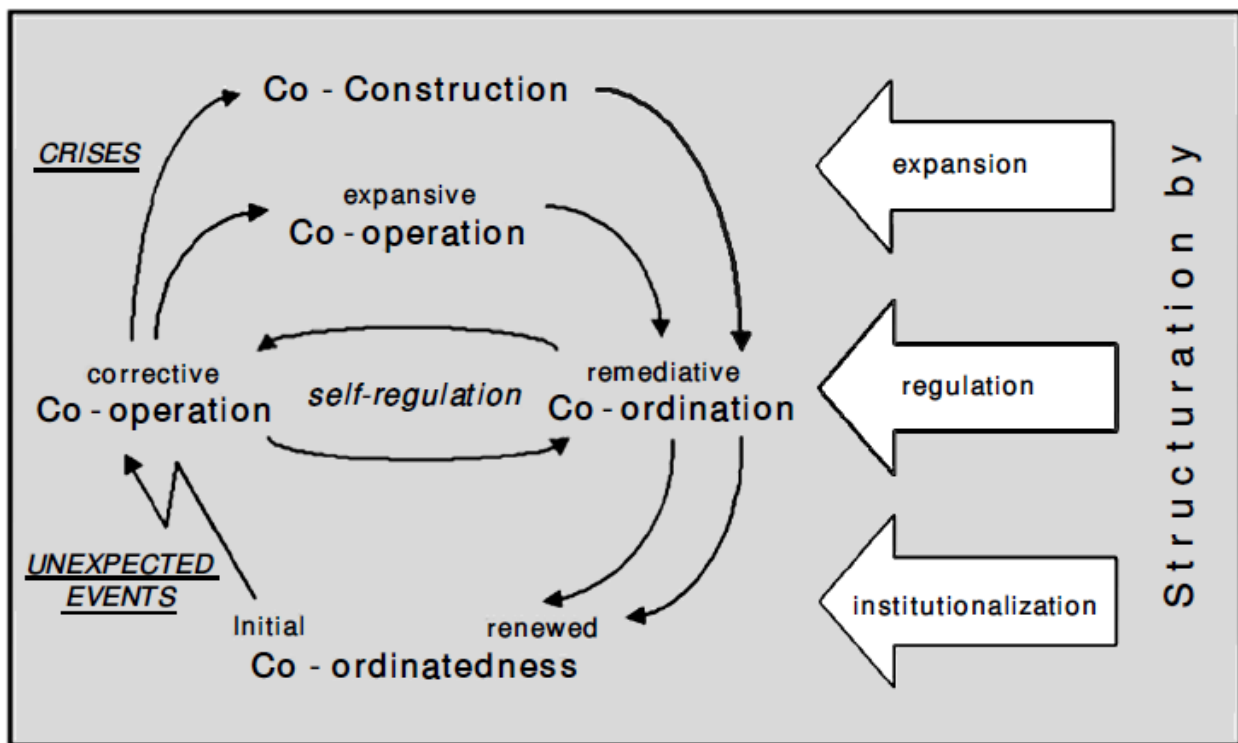 Co - Construction
CRISES
expansive
Co - operation
corrective
Co - operation
self-regulation
remediative
Co - ordination
UNEXPECTED
EVENTS
Initial
renewed
Co - ordinatedness
expansion
regulation
institutionalization
Structuration by